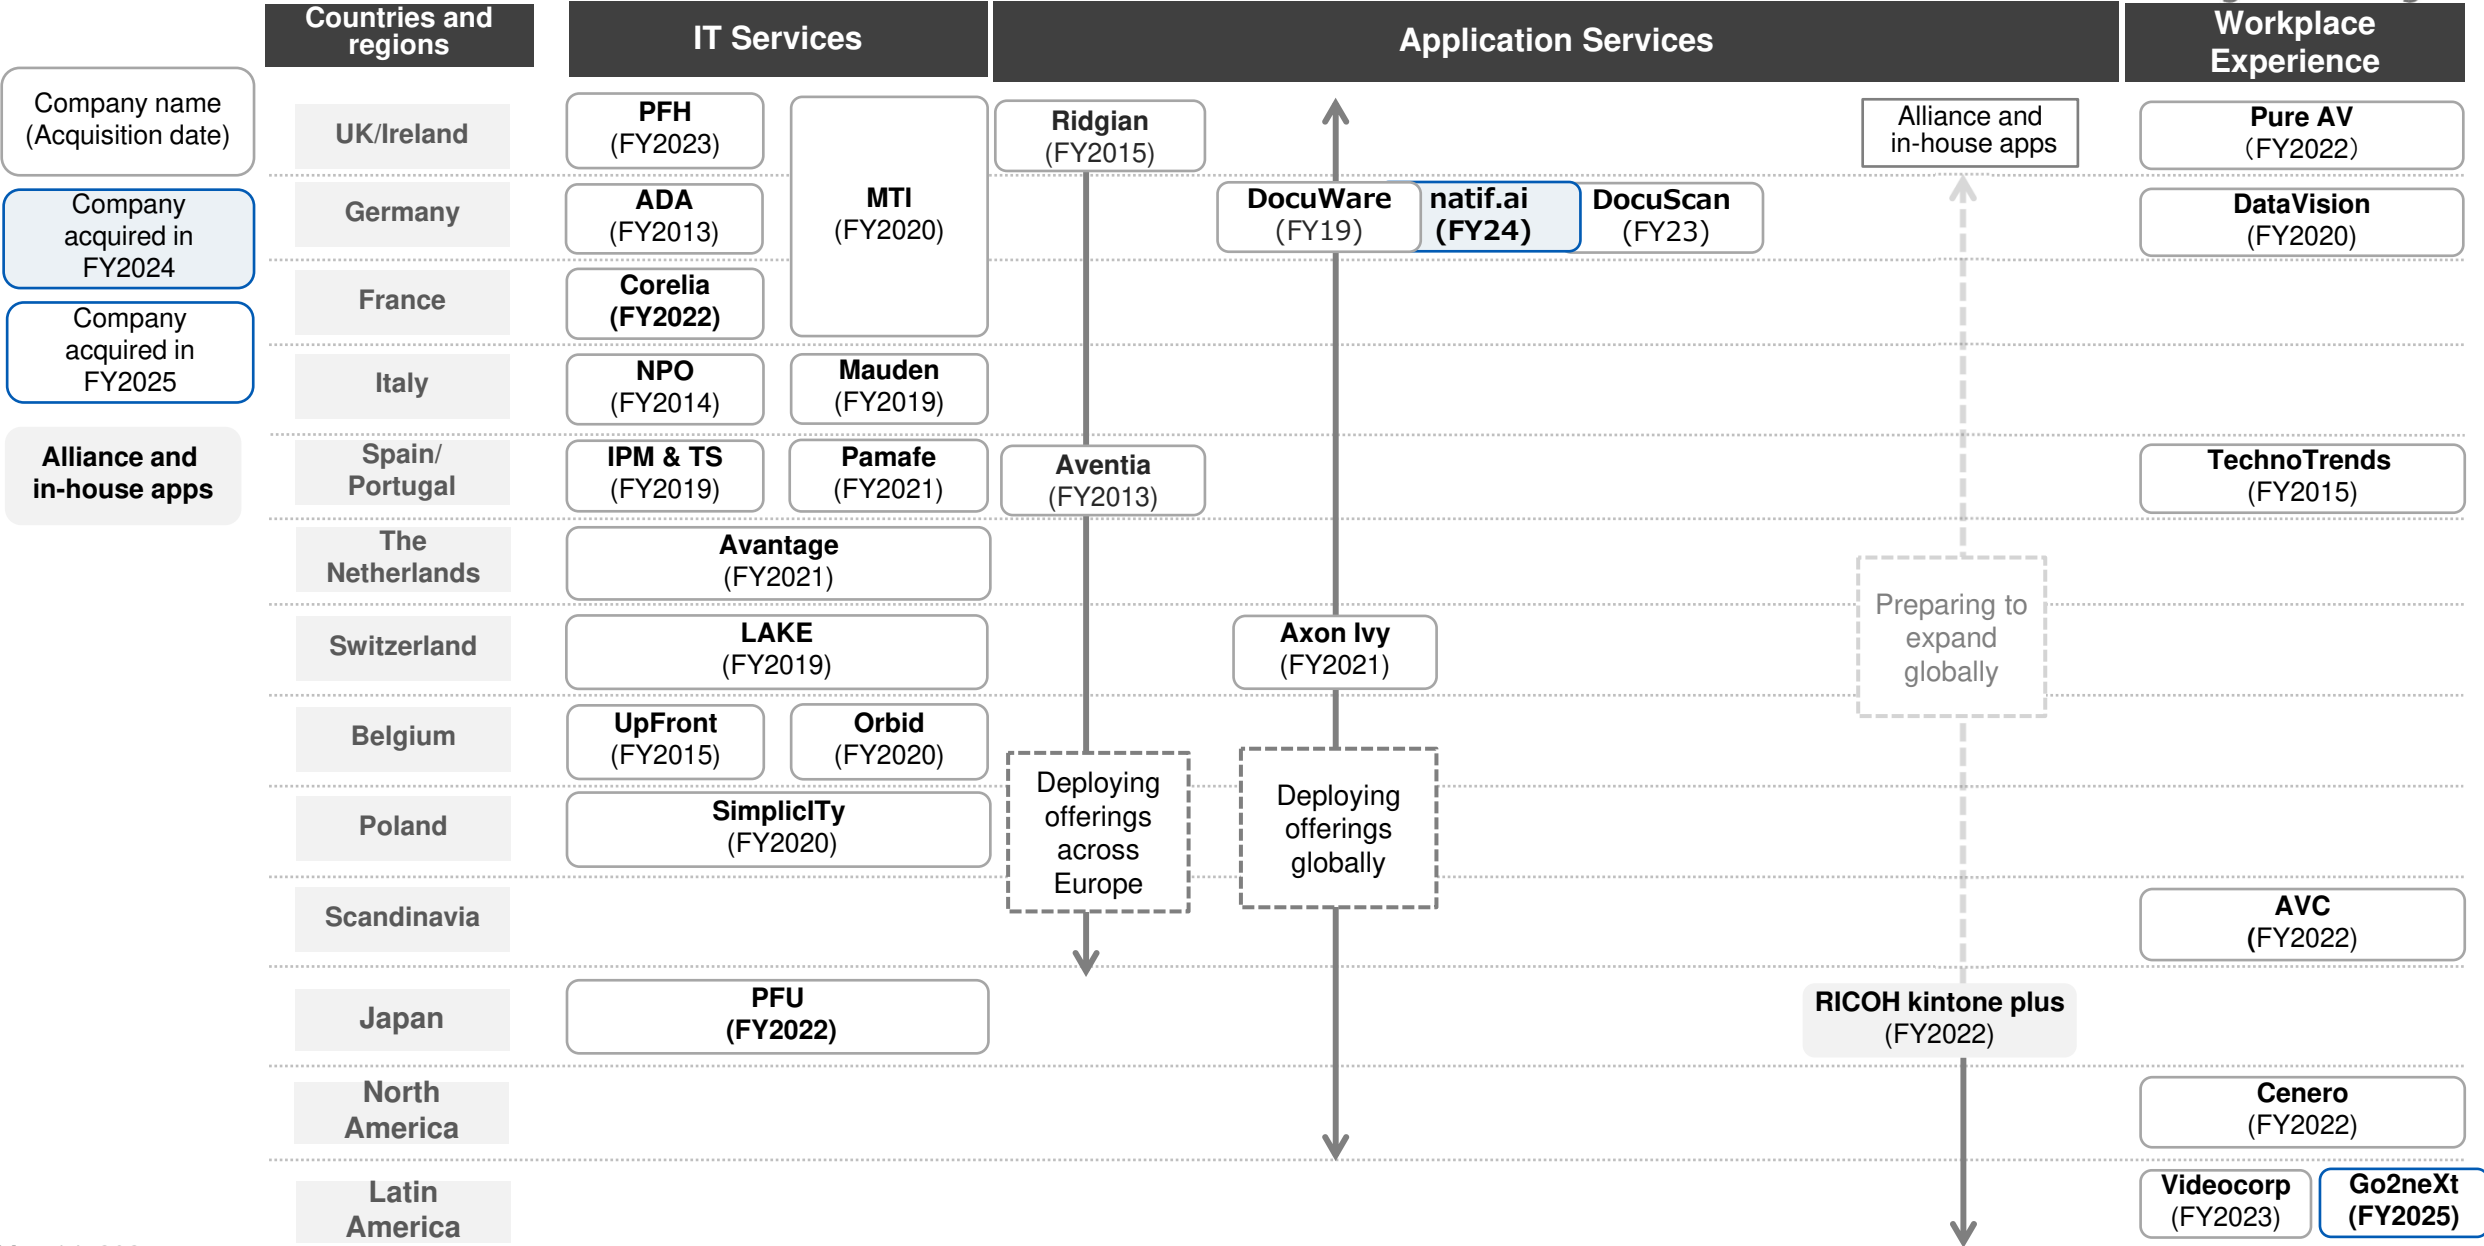 Countries and
regions
IT Services
Application Services
Workplace
Experience
Company name
(Acquisition date)
Company
acquired in
FY2024
Company
acquired in
FY2025
Alliance and
in-house apps
UK/Ireland
PFH
(FY2023)
MTI
(FY2020)
Ridgian
(FY2015)
Alliance and
in-house apps
Pure AV
（FY2022）
Germany
ADA
(FY2013)
DocuWare
(FY19)
natif.ai
(FY24)
DocuScan
(FY23)
DataVision
(FY2020)
France
Corelia
(FY2022)
Italy
NPO
(FY2014)
Mauden
(FY2019)
Spain/
Portugal
IPM & TS
(FY2019)
Pamafe
(FY2021)
Aventia
(FY2013)
TechnoTrends
(FY2015)
The
Netherlands
Avantage
(FY2021)
Preparing to
expand
globally
Switzerland
LAKE
(FY2019)
Axon Ivy
(FY2021)
Belgium
UpFront
(FY2015)
Orbid
(FY2020)
Deploying
offerings
across
Europe
Deploying
offerings
globally
Poland
SimplicITy
(FY2020)
Scandinavia
AVC
(FY2022)
Japan
PFU
(FY2022)
RICOH kintone plus
(FY2022)
North
America
Cenero
(FY2022)
Latin
America
Videocorp
(FY2023)
Go2neXt
(FY2025)